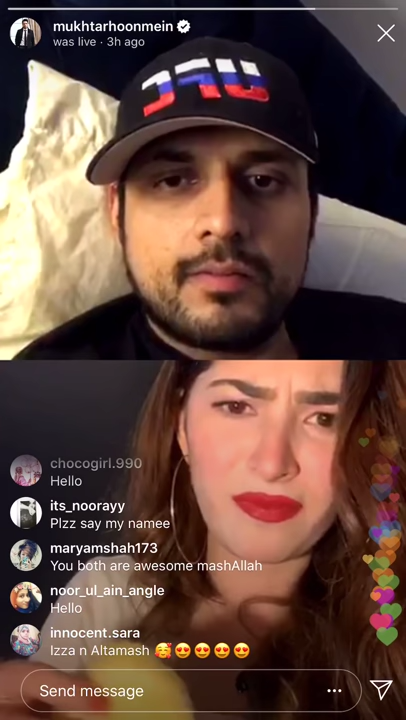 mukhtarhoonmein
was live · 3h ago
chocogirl.990
Hello
its_noorayy
Plzz say my namee
maryamshah173
You both are awesome mashAllah
noor_ul_ain_angle
Hello
innocent.sara
Izza n Altamash 🥰😍😍😍😍
Send message